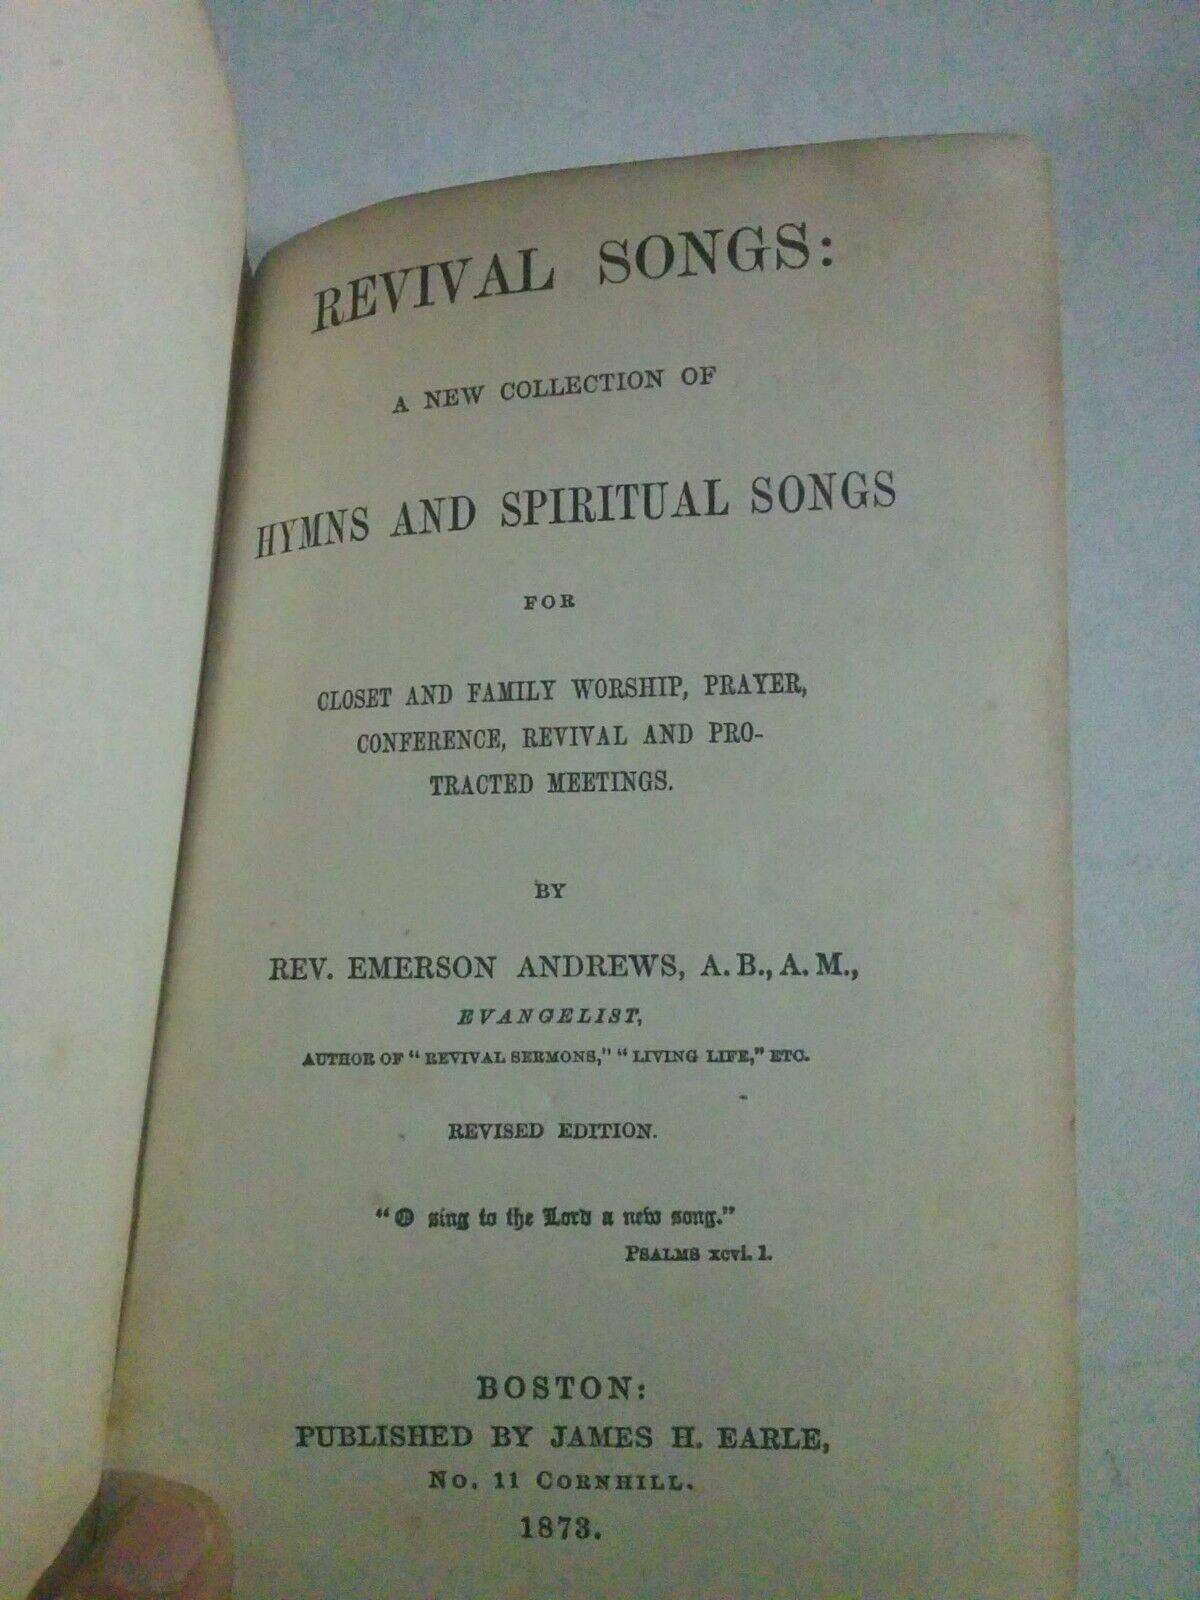 REVIVAL SONGS:
A NEW COLLECTION OF
HYMNS AND SPIRITUAL SONGS
FOR
CLOSET AND FAMILY WORSHIP, PRAYER,
CONFERENCE, REVIVAL AND PRO-
TRACTED MEETINGS.
BY
REV. EMERSON ANDREWS, A.B., A.M.,
EVANGELIST,
AUTHOR OF "REVIVAL SERMONS," "LIVING LIFE," ETC.
REVISED EDITION.
"O sing to the Lord a new song."
PSALMS xcvi. 1.
BOSTON:
PUBLISHED BY JAMES H. EARLE,
No. 11 CORNHILL.
1873.